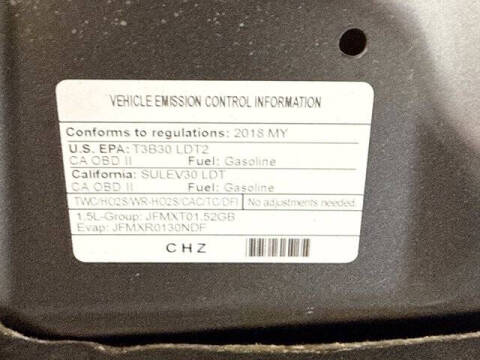 VEHICLE EMISSION CONTROL INFORMATION
Conforms to regulations: 2018 MY
U.S. EPA: T3B30 LDT2
CA OBD II Fuel: Gasoline
California: SULEV30 LDT
CA OBD II Fuel: Gasoline
TWC/HO2S/WR-HO2S/CAC/TC/DFI No adjustments needed.
1.5L-Group: JFMXT01.52GB
Evap: JFMXR0130NDF
CHZ